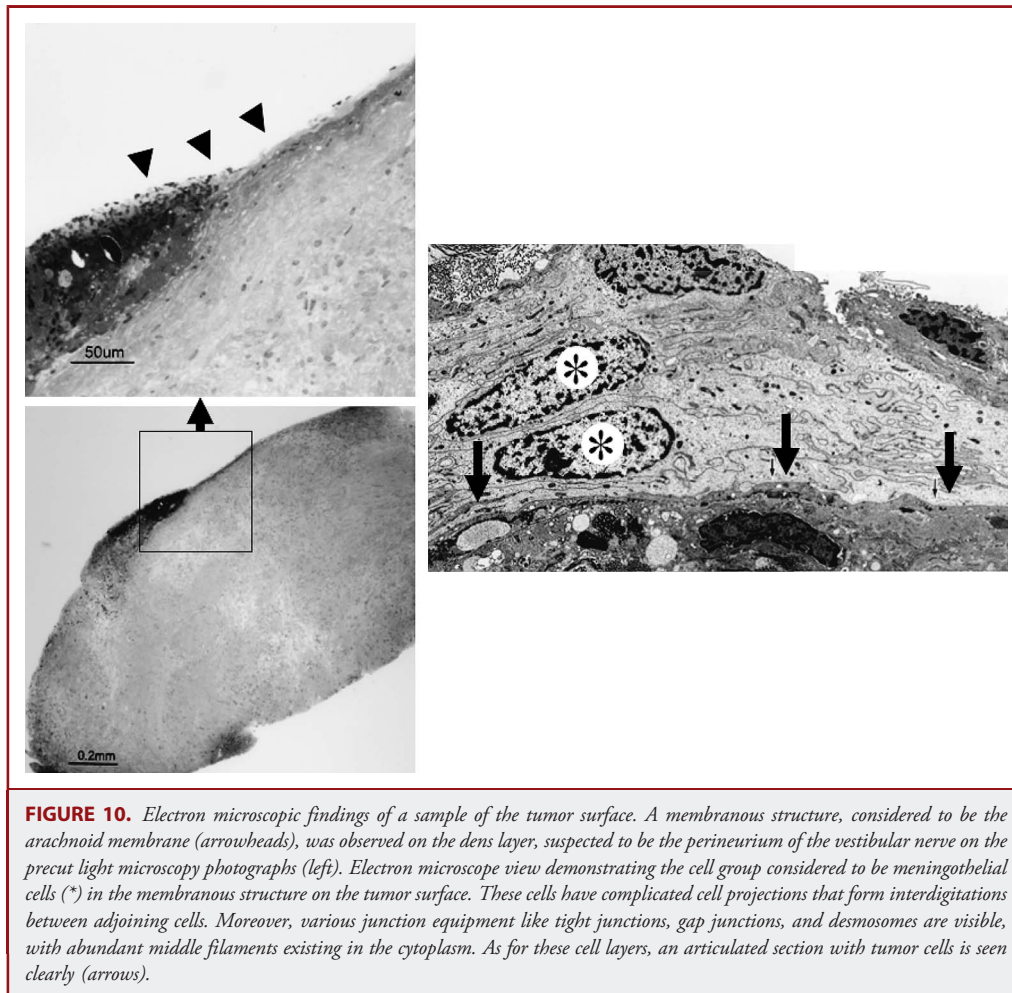 50um
0.2mm
*
*
FIGURE 10. Electron microscopic findings of a sample of the tumor surface. A membranous structure, considered to be the
arachnoid membrane (arrowheads), was observed on the dens layer, suspected to be the perineurium of the vestibular nerve on the
precut light microscopy photographs (left). Electron microscope view demonstrating the cell group considered to be meningothelial
cells (*) in the membranous structure on the tumor surface. These cells have complicated cell projections that form interdigitations
between adjoining cells. Moreover, various junction equipment like tight junctions, gap junctions, and desmosomes are visible,
with abundant middle filaments existing in the cytoplasm. As for these cell layers, an articulated section with tumor cells is seen
clearly (arrows).